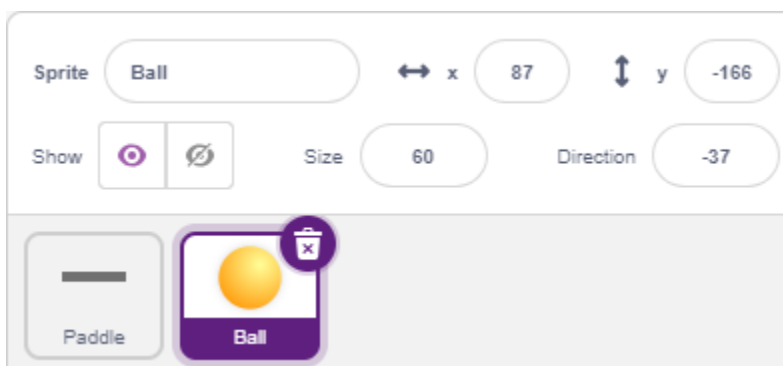 Sprite Ball x 87 y -166
Show Size 60 Direction -37
Paddle Ball